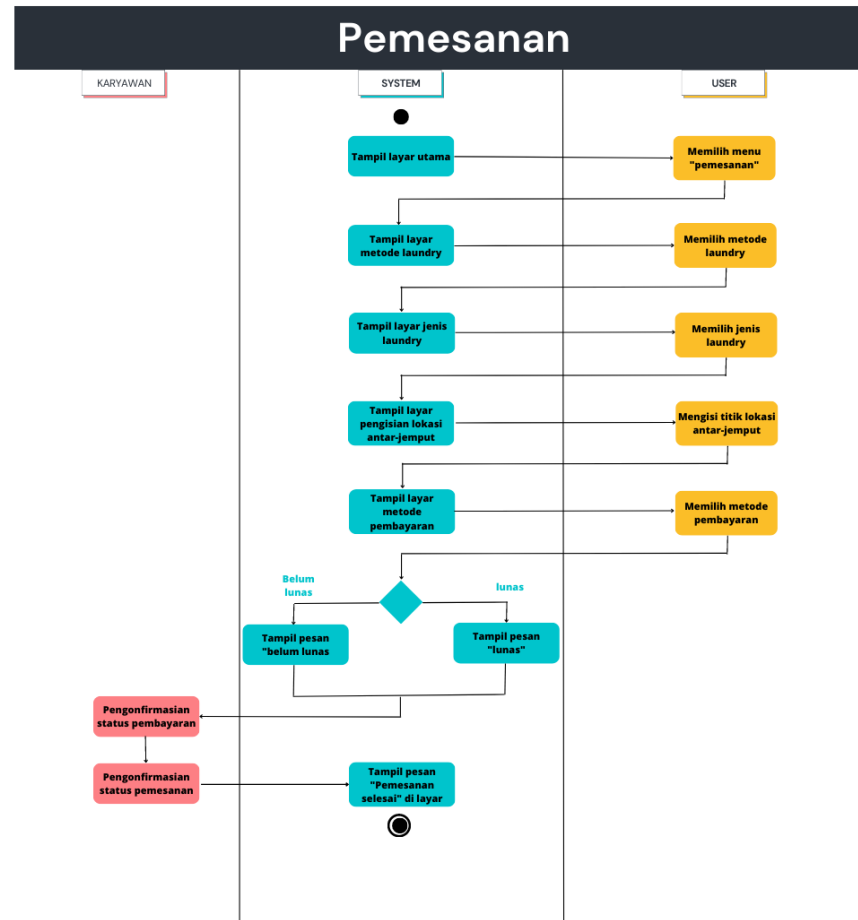 Pemesanan
KARYAWAN
SYSTEM
USER
Tampil layar utama
Memilih menu
"pemesanan"
Tampil layar
metode laundry
Memilih metode
laundry
Tampil layar jenis
laundry
Memilih jenis
laundry
Tampil layar
pengisian lokasi
antar-jemput
Mengisi titik lokasi
antar-jemput
Tampil layar
metode
pembayaran
Memilih metode
pembayaran
Belum
lunas
lunas
Tampil pesan
"belum lunas
Tampil pesan
"lunas"
Pengonfirmasian
status pembayaran
Pengonfirmasian
status pemesanan
Tampil pesan
"Pemesanan
selesai" di layar